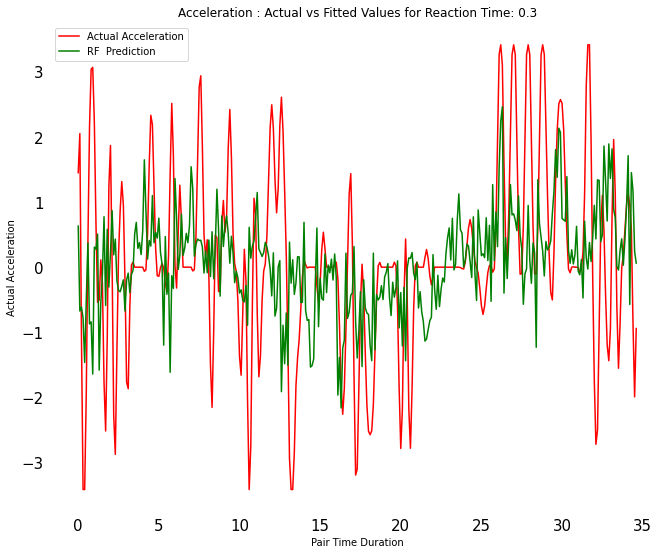 Acceleration : Actual vs Fitted Values for Reaction Time: 0.3
Actual Acceleration
RF  Prediction
3
2
1
0
−1
−2
−3
Actual Acceleration
0 5 10 15 20 25 30 35
Pair Time Duration